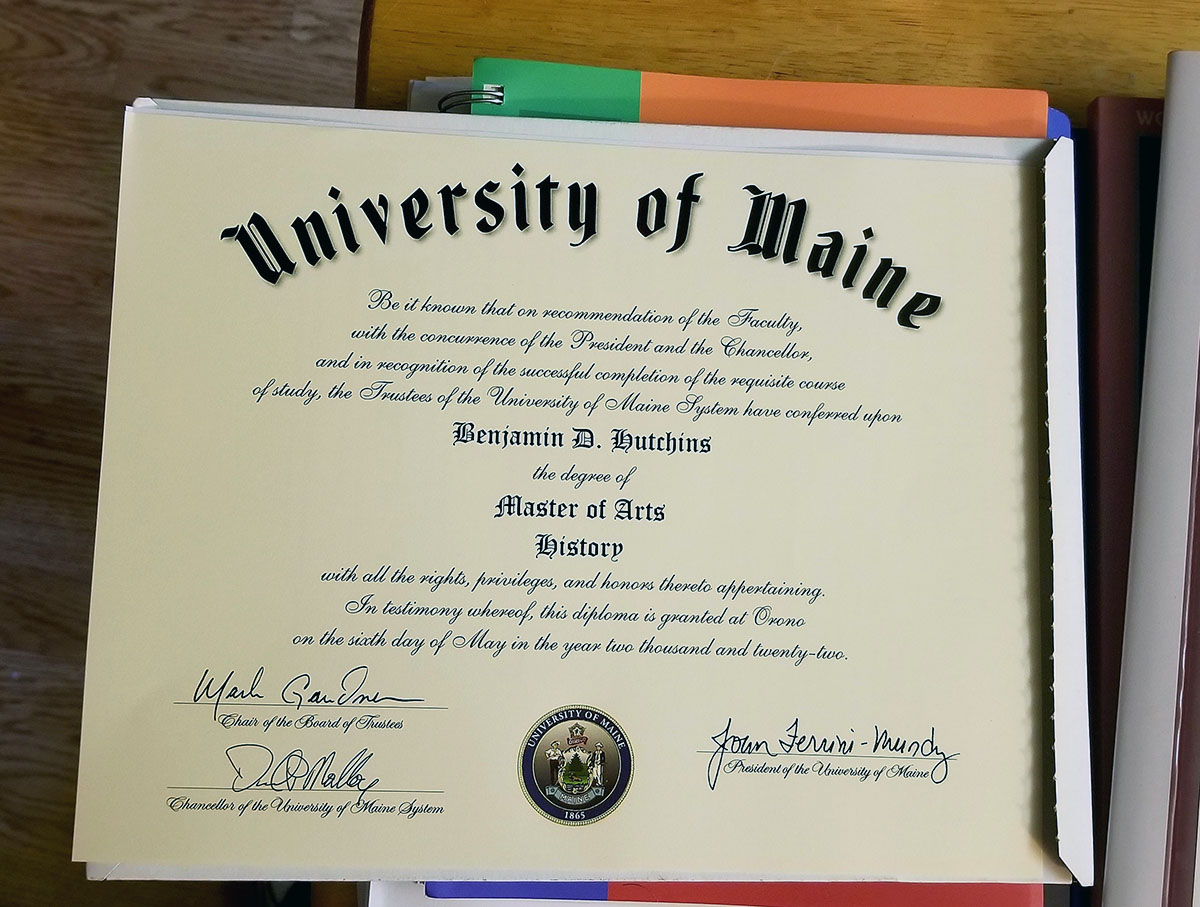 University of Maine
Be it known that on recommendation of the Faculty,
with the concurrence of the President and the Chancellor,
and in recognition of the successful completion of the requisite course
of study, the Trustees of the University of Maine System have conferred upon
Benjamin D. Hutchins
the degree of
Master of Arts
History
with all the rights, privileges, and honors thereto appertaining.
In testimony whereof, this diploma is granted at Orono
on the sixth day of May in the year two thousand and twenty-two.
Mark Gardner
Chair of the Board of Trustees
Chancellor of the University of Maine System
UNIVERSITY OF MAINE
MAINE
1865
Joan Ferrini-Mundy
President of the University of Maine